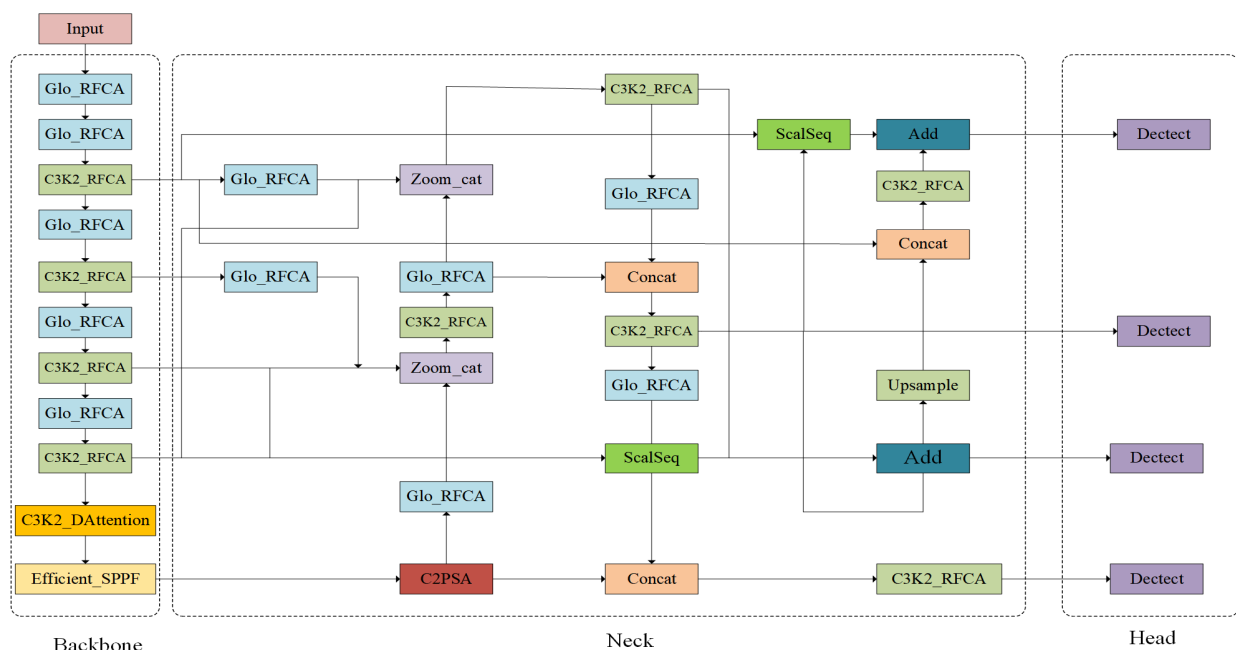 Input
Glo_RFCA
Glo_RFCA
C3K2_RFCA
Glo_RFCA
C3K2_RFCA
Glo_RFCA
C3K2_RFCA
Glo_RFCA
C3K2_RFCA
C3K2_DAttention
Efficient_SPPF
Backbone
Glo_RFCA
Glo_RFCA
Zoom_cat
Glo_RFCA
C3K2_RFCA
Zoom_cat
Glo_RFCA
C2PSA
C3K2_RFCA
Glo_RFCA
Concat
C3K2_RFCA
Glo_RFCA
ScalSeq
Concat
ScalSeq
Add
C3K2_RFCA
Concat
Upsample
Add
C3K2_RFCA
Neck
Dectect
Dectect
Dectect
Dectect
Head